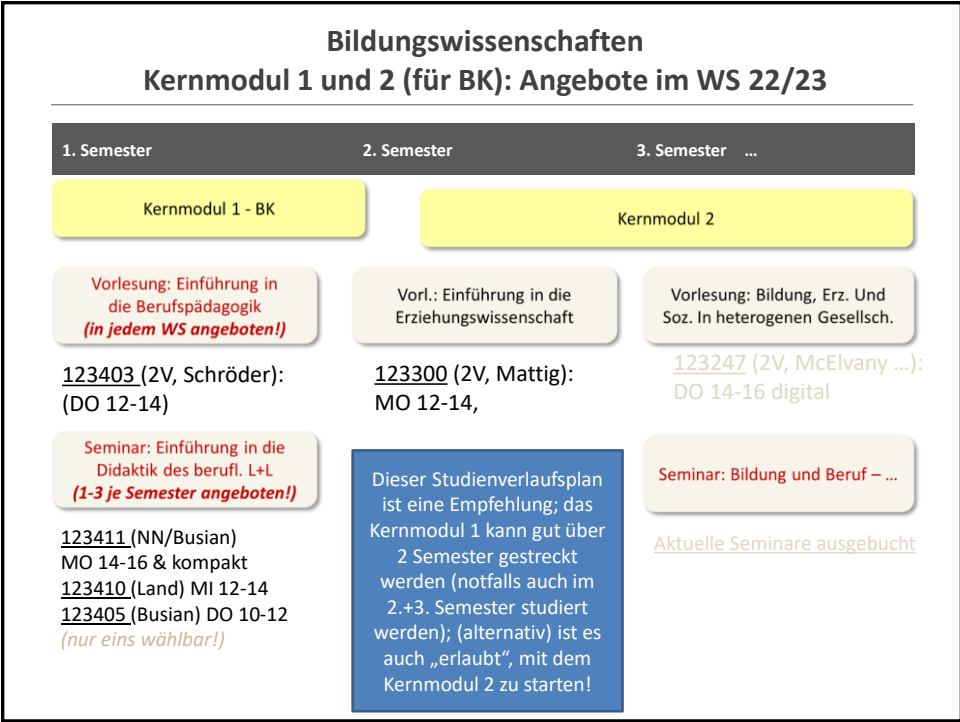 Bildungswissenschaften
Kernmodul 1 und 2 (für BK): Angebote im WS 22/23
1. Semester
2. Semester
3. Semester ...
Kernmodul 1 - BK
Kernmodul 2
Vorlesung: Einführung in
die Berufspädagogik
(in jedem WS angeboten!)
123403 (2V, Schröder):
(DO 12-14)
Seminar: Einführung in die
Didaktik des berufl. L+L
(1-3 je Semester angeboten!)
123411 (NN/Busian)
MO 14-16 & kompakt
123410 (Land) MI 12-14
123405 (Busian) DO 10-12
(nur eins wählbar!)
Vorl.: Einführung in die
Erziehungswissenschaft
123300 (2V, Mattig):
MO 12-14,
Dieser Studienverlaufsplan
ist eine Empfehlung; das
Kernmodul 1 kann gut über
2 Semester gestreckt
werden (notfalls auch im
2.+3. Semester studiert
werden); (alternativ) ist es
auch „erlaubt“, mit dem
Kernmodul 2 zu starten!
Vorlesung: Bildung, Erz. Und
Soz. In heterogenen Gesellsch.
123247 (2V, McElvany …):
DO 14-16 digital
Seminar: Bildung und Beruf – …
Aktuelle Seminare ausgebucht